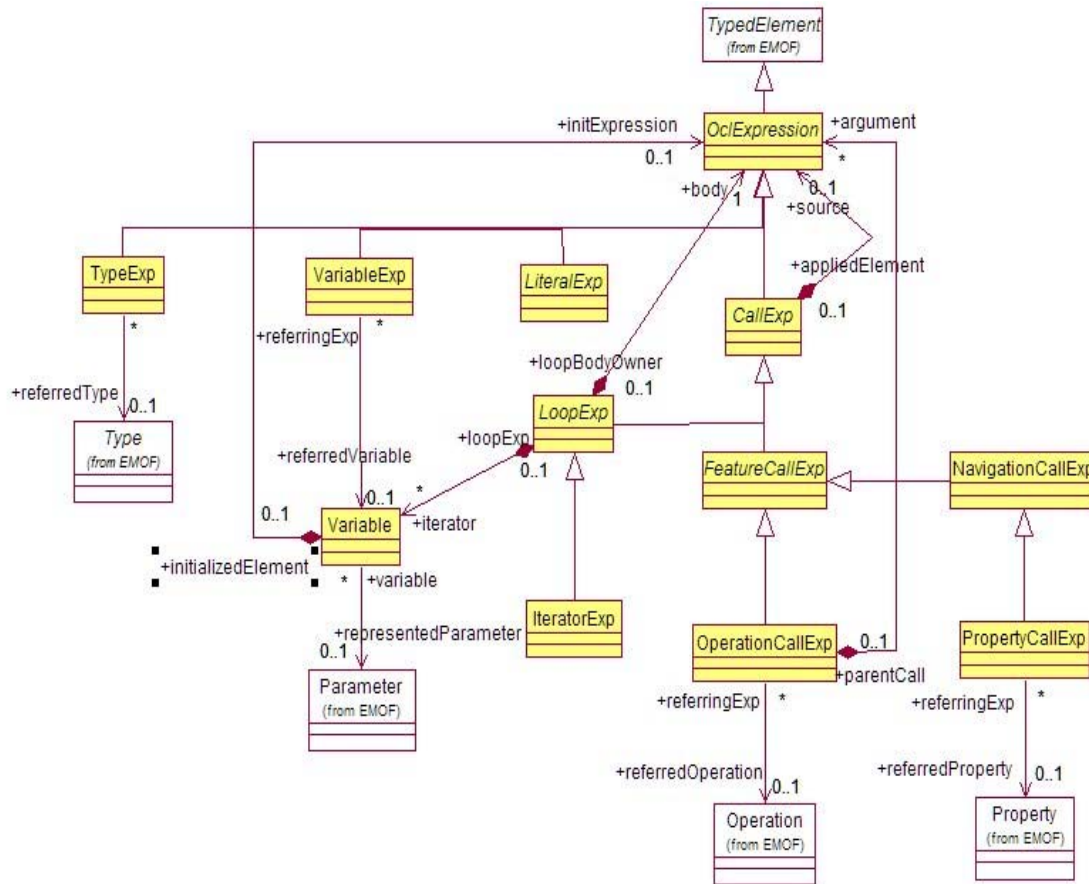 TypedElement
(from EMOF)
+initExpression
OclExpression
+argument
0..1
*
+body
1
0..1
+source
TypeExp
VariableExp
LiteralExp
+appliedElement
*
+referringExp
*
CallExp
0..1
+loopBodyOwner
0..1
+referredType
0..1
LoopExp
Type
(from EMOF)
+loopExp
0..1
+referredVariable
FeatureCallExp
NavigationCallExp
0..1
*
0..1
Variable
+iterator
+initializedElement
*
+variable
IteratorExp
+representedParameter
OperationCallExp
0..1
PropertyCallExp
0..1
+parentCall
Parameter
(from EMOF)
+referringExp
*
+referringExp
*
+referredOperation
0..1
+referredProperty
0..1
Operation
(from EMOF)
Property
(from EMOF)